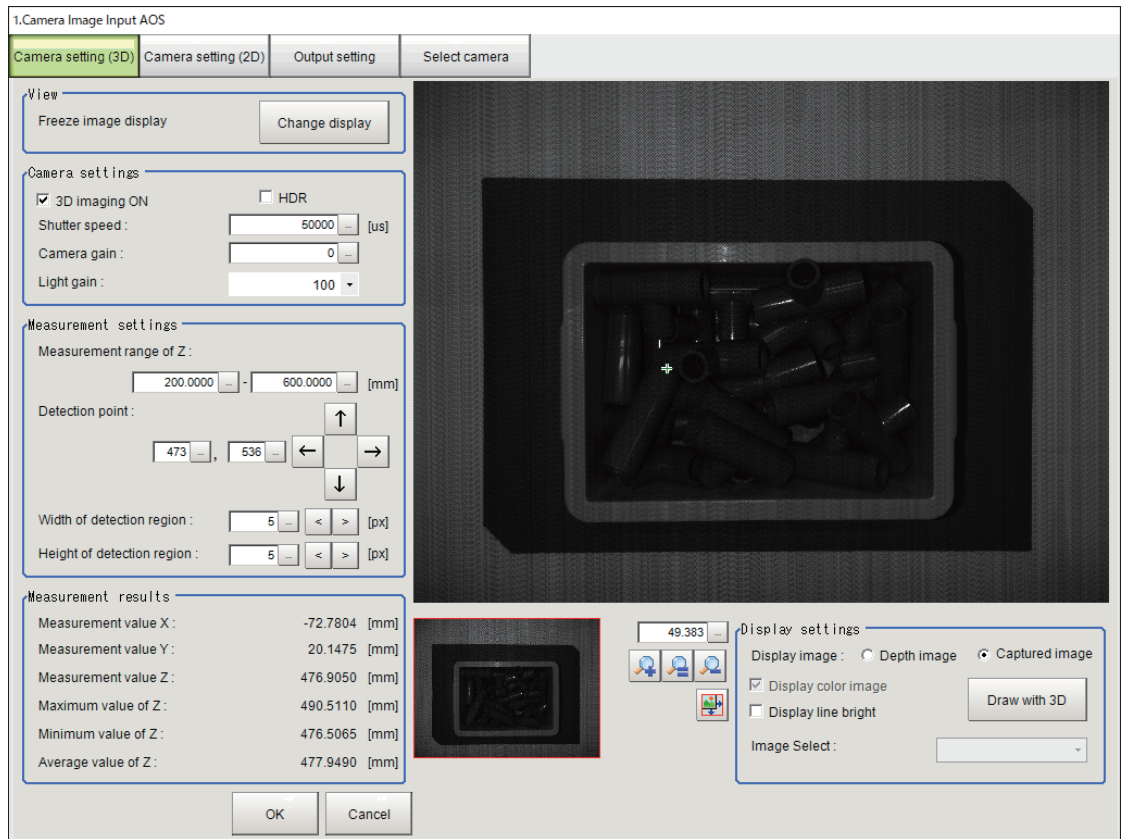 1.Camera Image Input AOS
Camera setting (3D) Camera setting (2D) Output setting Select camera
View
Freeze image display Change display
Camera settings
3D imaging ON HDR
Shutter speed : 50000 ... [us]
Camera gain : 0 ...
Light gain : 100
Measurement settings
Measurement range of Z :
200.0000 ... - 600.0000 ... [mm]
Detection point :
↑
473 ... , 536 ... ← →
↓
Width of detection region : 5 ... < > [px]
Height of detection region : 5 ... < > [px]
Measurement results
Measurement value X : -72.7804 [mm]
Measurement value Y : 20.1475 [mm]
Measurement value Z : 476.9050 [mm]
Maximum value of Z : 490.5110 [mm]
Minimum value of Z : 476.5065 [mm]
Average value of Z : 477.9490 [mm]
OK Cancel
49.383 ...
Display settings
Display image : Depth image Captured image
Display color image
Display line bright
Draw with 3D
Image Select :